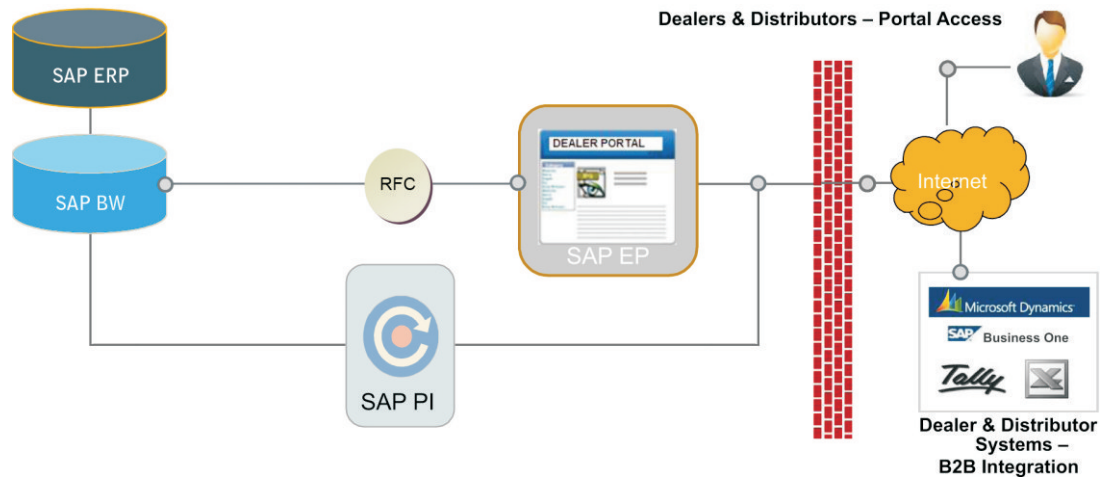 Dealers & Distributors – Portal Access
SAP ERP
SAP BW
RFC
DEALER PORTAL
SAP EP
Internet
SAP PI
Microsoft Dynamics
SAP Business One
Tally
X
Dealer & Distributor
Systems –
B2B Integration